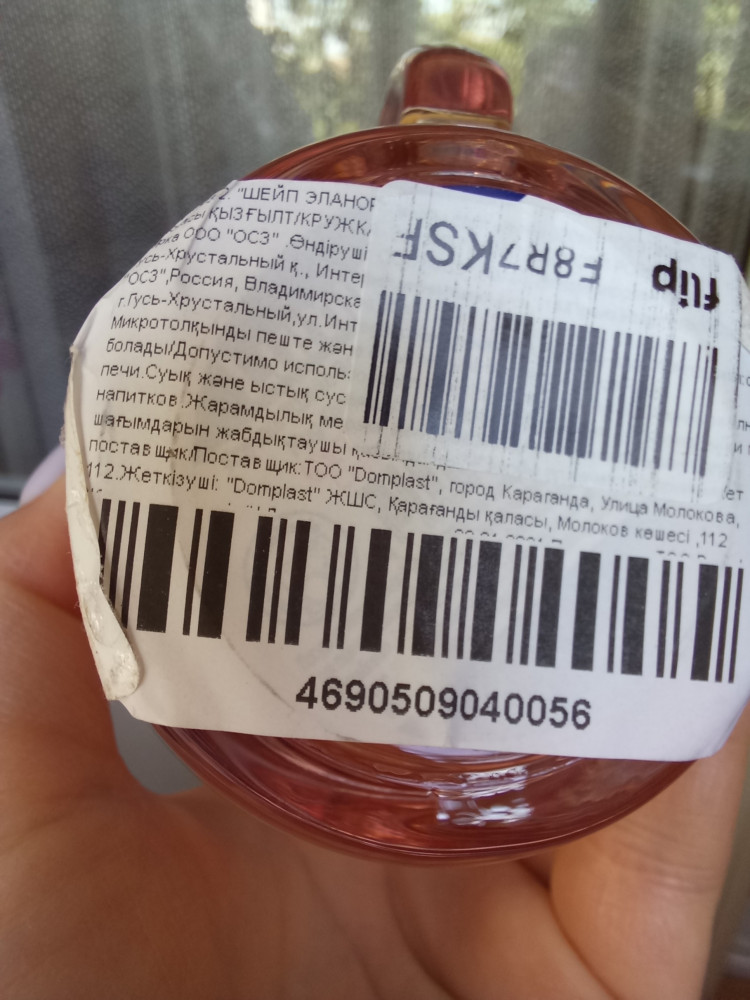 "ШЕЙП ЭЛАНОР
ҚЫЗҒЫЛТ/КРУЖКА
ООО "ОСЗ" .Өндіруші
Гусь-Хрустальный қ.,
"ОСЗ",Россия, Владимирска
г.Гусь-Хрустальный,ул.Инт
Микротолқынды пеште жән
болады/Допустимо исполь
печи.Суық және ыстық сус
напитков.Жарамдылық ме
шағымдарын жабдықтаушы
поставщик/Поставщик:ТОО "Domplast", город Караганда, Улица Молокова,
112.Жеткізуші: "Domplast" ЖШС, Қарағанды қаласы, Молоков көшесі ,112
4690509040056
flip
F8R7KSF